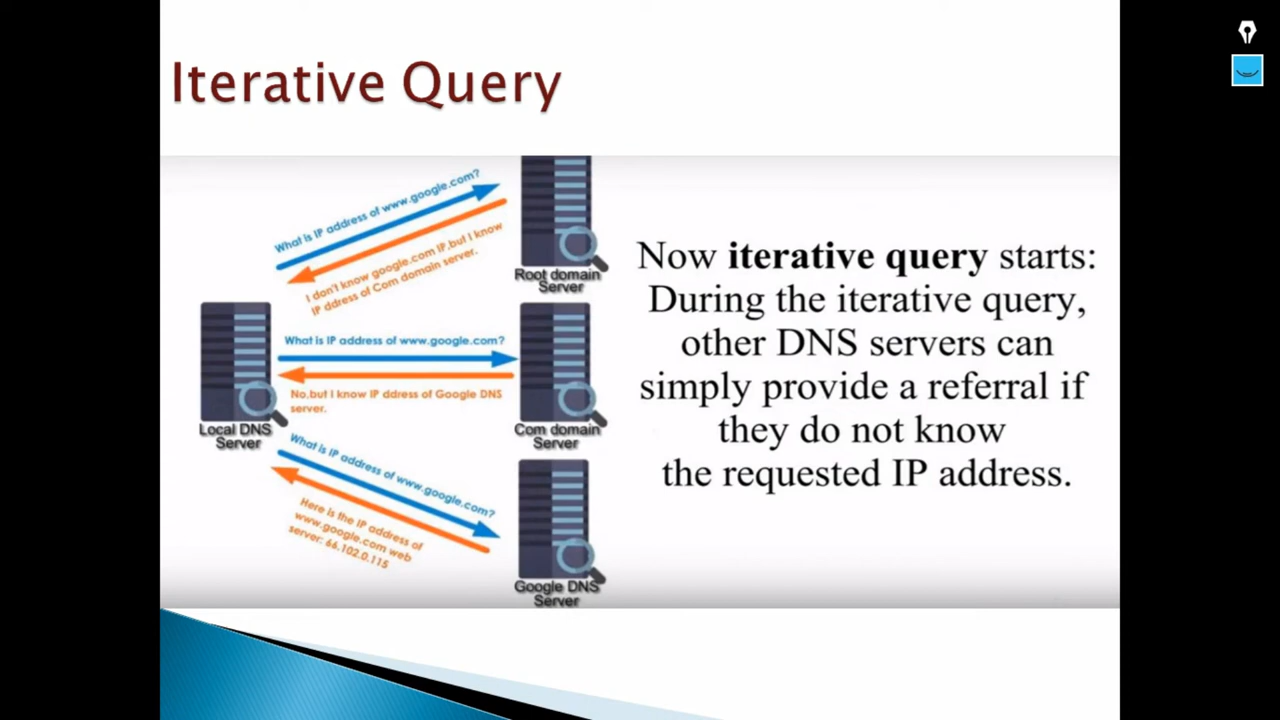 Iterative Query
What is IP address of www.google.com?
I don't know google.com IP,but I know
IP address of Com domain server.
Root domain
Server
What is IP address of www.google.com?
No,but I know IP ddress of Google DNS
server.
Local DNS
Server
Com domain
Server
What is IP address of www.google.com?
Here is the IP address of
www.google.com web
server: 66.102.0.115
Google DNS
Server
Now iterative query starts:
During the iterative query,
other DNS servers can
simply provide a referral if
they do not know
the requested IP address.